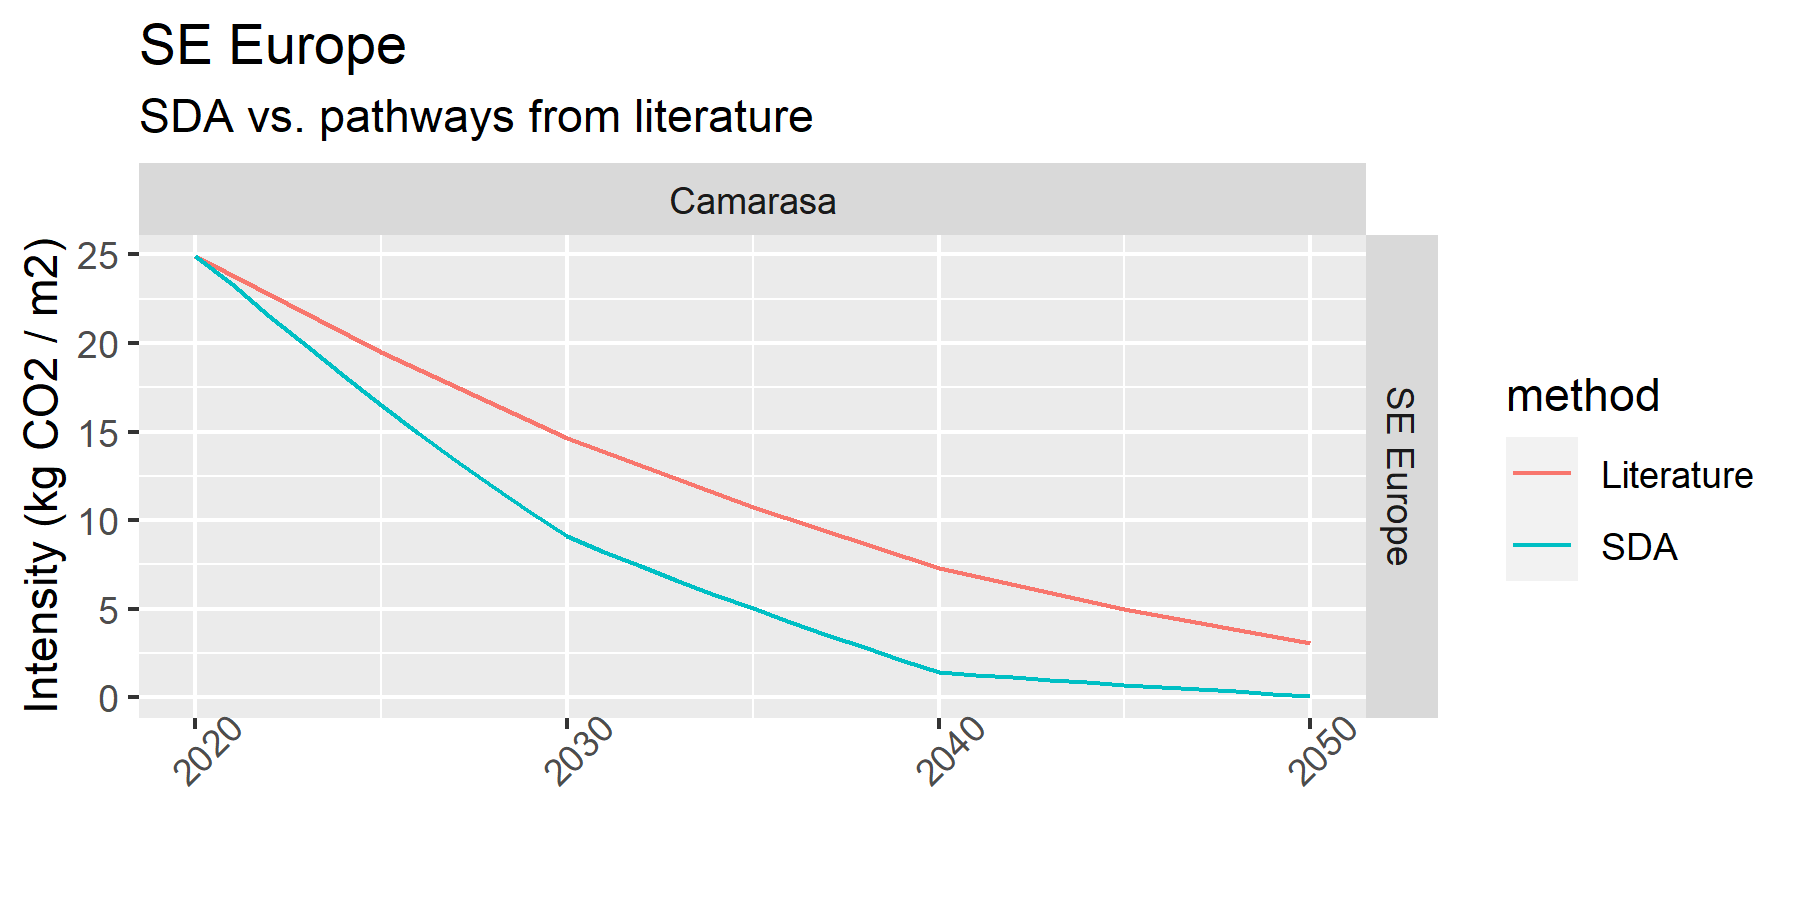 SE Europe
SDA vs. pathways from literature
Camarasa
Intensity (kg CO2 / m2)
25
20
15
10
5
0
2020
2030
2040
2050
SE Europe
method
Literature
SDA